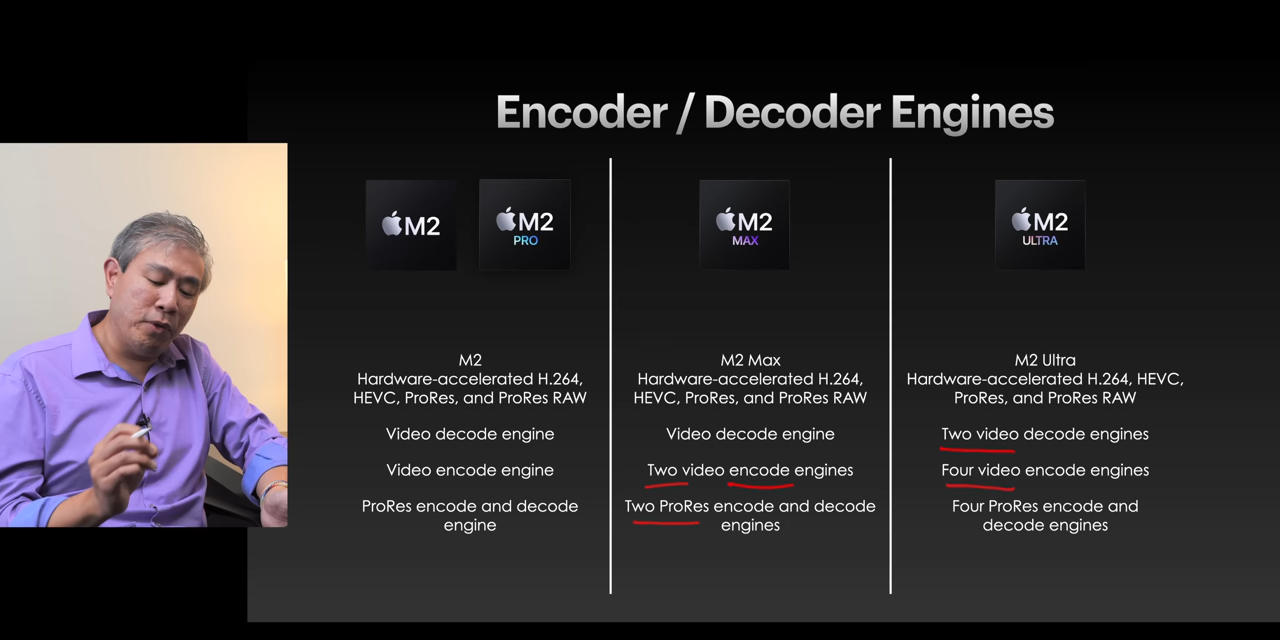 Encoder / Decoder Engines
M2
M2
PRO
M2
MAX
M2
ULTRA
M2
Hardware-accelerated H.264,
HEVC, ProRes, and ProRes RAW
Video decode engine
Video encode engine
ProRes encode and decode
engine
M2 Max
Hardware-accelerated H.264,
HEVC, ProRes, and ProRes RAW
Video decode engine
Two video encode engines
Two ProRes encode and decode
engines
M2 Ultra
Hardware-accelerated H.264, HEVC,
ProRes, and ProRes RAW
Two video decode engines
Four video encode engines
Four ProRes encode and
decode engines